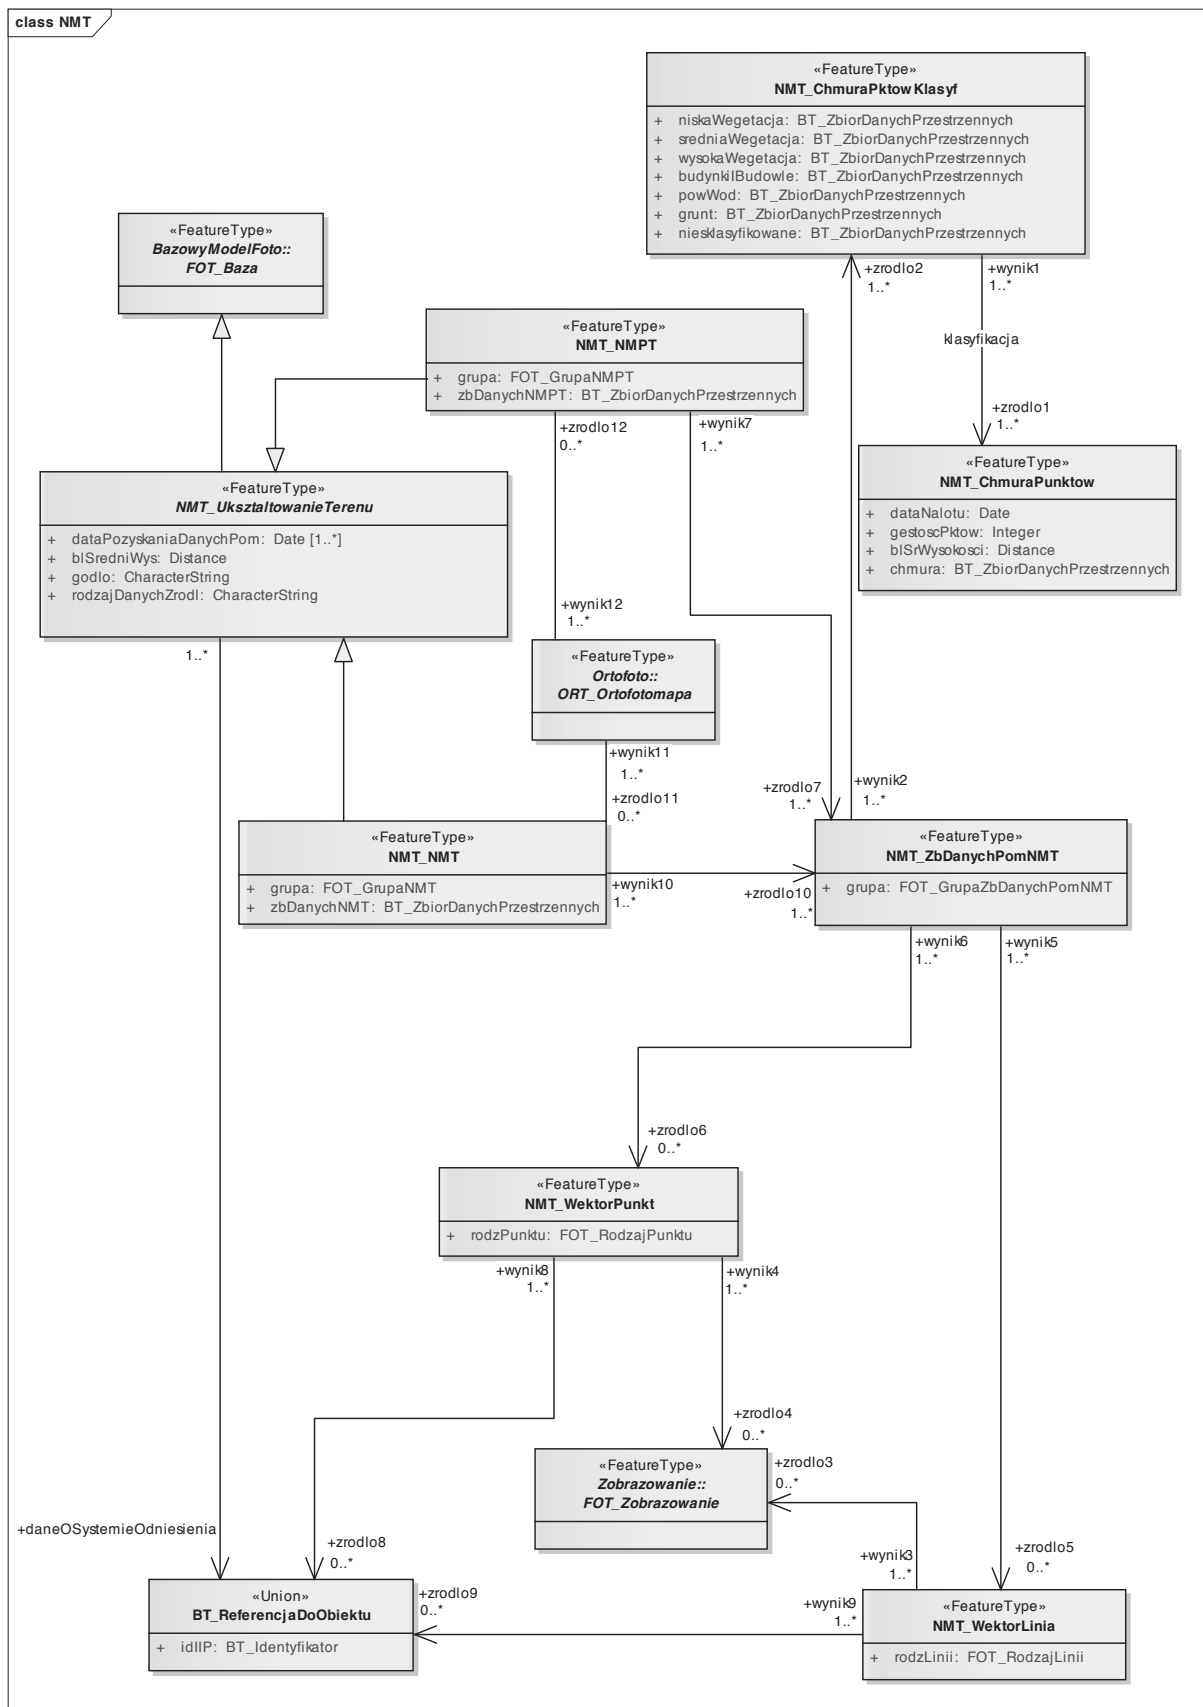 class NMT
«FeatureType»
NMT_ChmuraPktowKlasyf
+ niskaWegetacja: BT_ZbiorDanychPrzestrzennych
+ sredniaWegetacja: BT_ZbiorDanychPrzestrzennych
+ wysokaWegetacja: BT_ZbiorDanychPrzestrzennych
+ budynkiIBudowle: BT_ZbiorDanychPrzestrzennych
+ powWod: BT_ZbiorDanychPrzestrzennych
+ grunt: BT_ZbiorDanychPrzestrzennych
+ niesklasyfikowane: BT_ZbiorDanychPrzestrzennych
«FeatureType»
BazowyModelFoto::
FOT_Baza
+zrodlo2
1..*
+wynik1
1..*
klasyfikacja
«FeatureType»
NMT_NMPT
+ grupa: FOT_GrupaNMPT
+ zbDanychNMPT: BT_ZbiorDanychPrzestrzennych
+zrodlo12
0..*
+wynik7
1..*
+zrodlo1
1..*
«FeatureType»
NMT_ChmuraPunktow
+ dataNalotu: Date
+ gestoscPktow: Integer
+ blSrWysokosci: Distance
+ chmura: BT_ZbiorDanychPrzestrzennych
«FeatureType»
NMT_UksztaltowanieTerenu
+ dataPozyskaniaDanychPom: Date [1..*]
+ blSredniWys: Distance
+ godlo: CharacterString
+ rodzajDanychZrodl: CharacterString
+wynik12
1..*
1..*
«FeatureType»
Ortofoto::
ORT_Ortofotomapa
+wynik11
1..*
+zrodlo11
0..*
+zrodlo7
1..*
+wynik2
1..*
«FeatureType»
NMT_NMT
+ grupa: FOT_GrupaNMT
+ zbDanychNMT: BT_ZbiorDanychPrzestrzennych
+wynik10
1..*
+zrodlo10
1..*
«FeatureType»
NMT_ZbDanychPomNMT
+ grupa: FOT_GrupaZbDanychPomNMT
+wynik6
1..*
+wynik5
1..*
+zrodlo6
0..*
«FeatureType»
NMT_WektorPunkt
+ rodzPunktu: FOT_RodzajPunktu
+wynik8
1..*
+wynik4
1..*
+zrodlo4
0..*
«FeatureType»
Zobrazowanie::
FOT_Zobrazowanie
+zrodlo3
0..*
+daneOSystemieOdniesienia
+zrodlo8
0..*
+wynik3
1..*
+zrodlo5
0..*
«Union»
BT_ReferencjaDoObiektu
+ idIIP: BT_Identyfikator
+zrodlo9
0..*
+wynik9
1..*
«FeatureType»
NMT_WektorLinia
+ rodzLinii: FOT_RodzajLinii